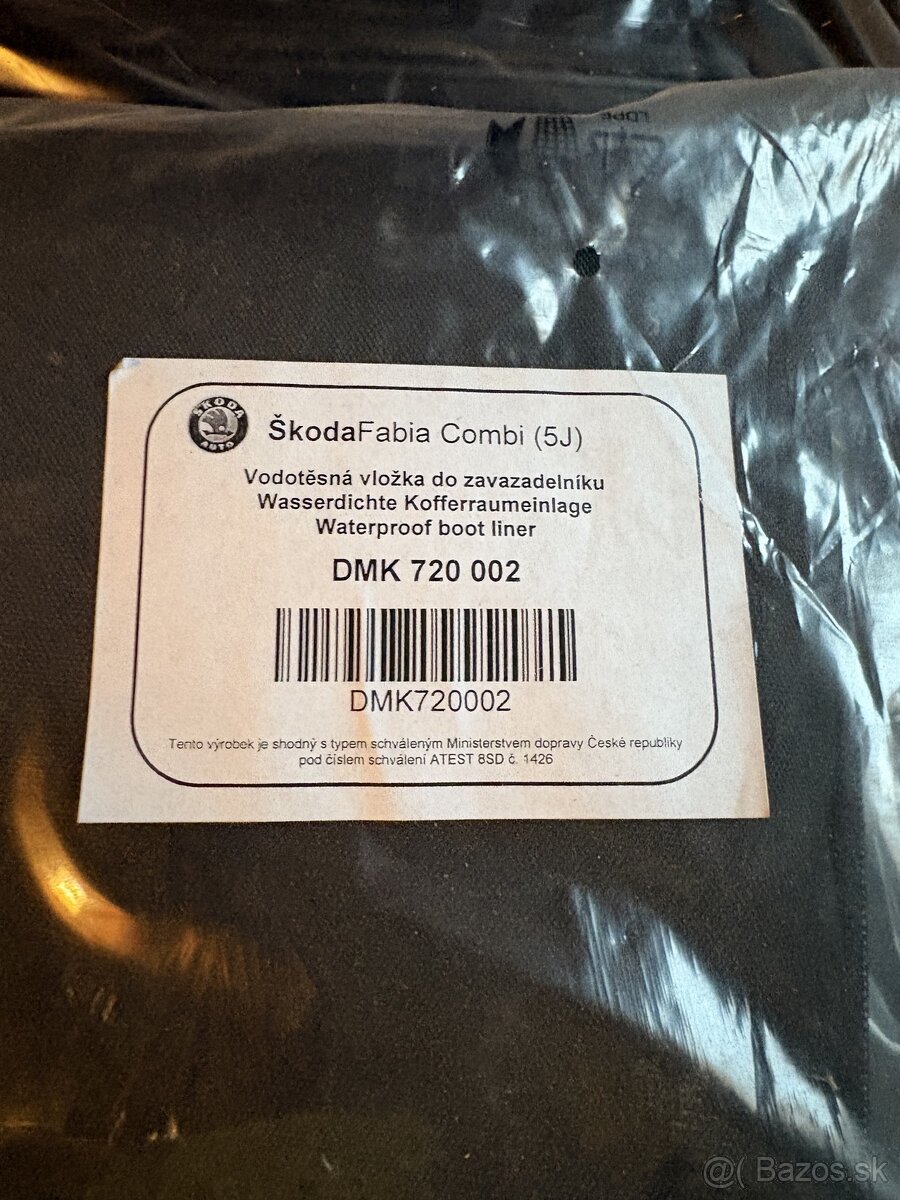 LDPE
ŠKODA
AUTO
ŠkodaFabia Combi (5J)
Vodotěsná vložka do zavazadelníku
Wasserdichte Kofferraumeinlage
Waterproof boot liner
DMK 720 002
DMK720002
Tento výrobek je shodný s typem schváleným Ministerstvem dopravy České republiky
pod číslem schválení ATEST 8SD č. 1426
@( Bazos.sk